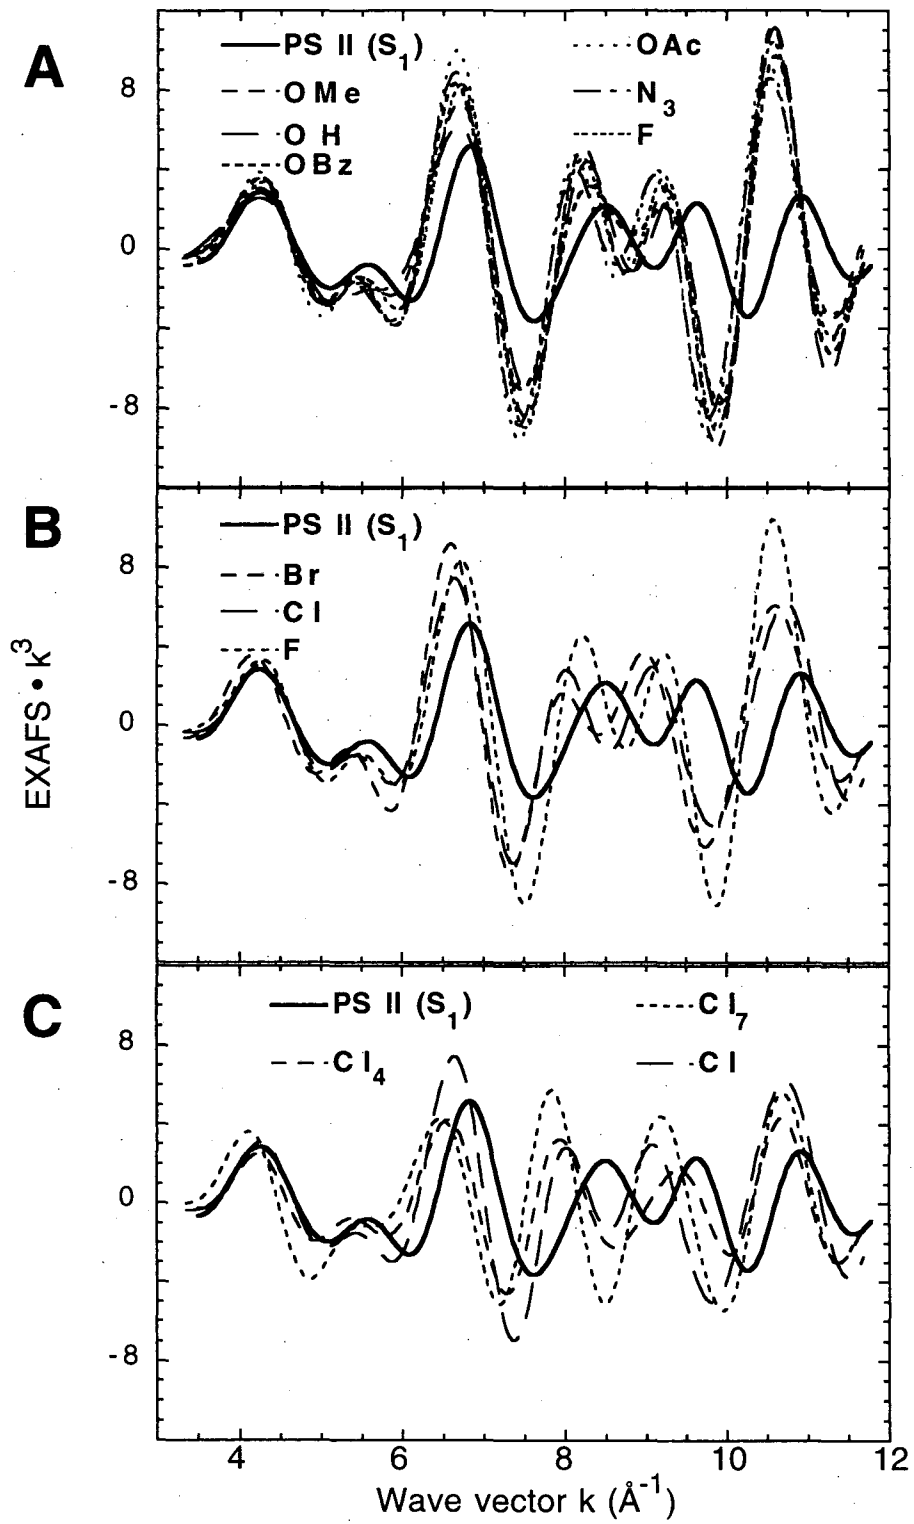 A
PS II (S1)
OMe
OH
OBz
OAc
N3
F
8
0
-8
B
PS II (S1)
Br
Cl
F
8
0
-8
EXAFS • k3
C
PS II (S1)
Cl4
Cl7
Cl
8
0
-8
4 6 8 10 12
Wave vector k (Å-1)